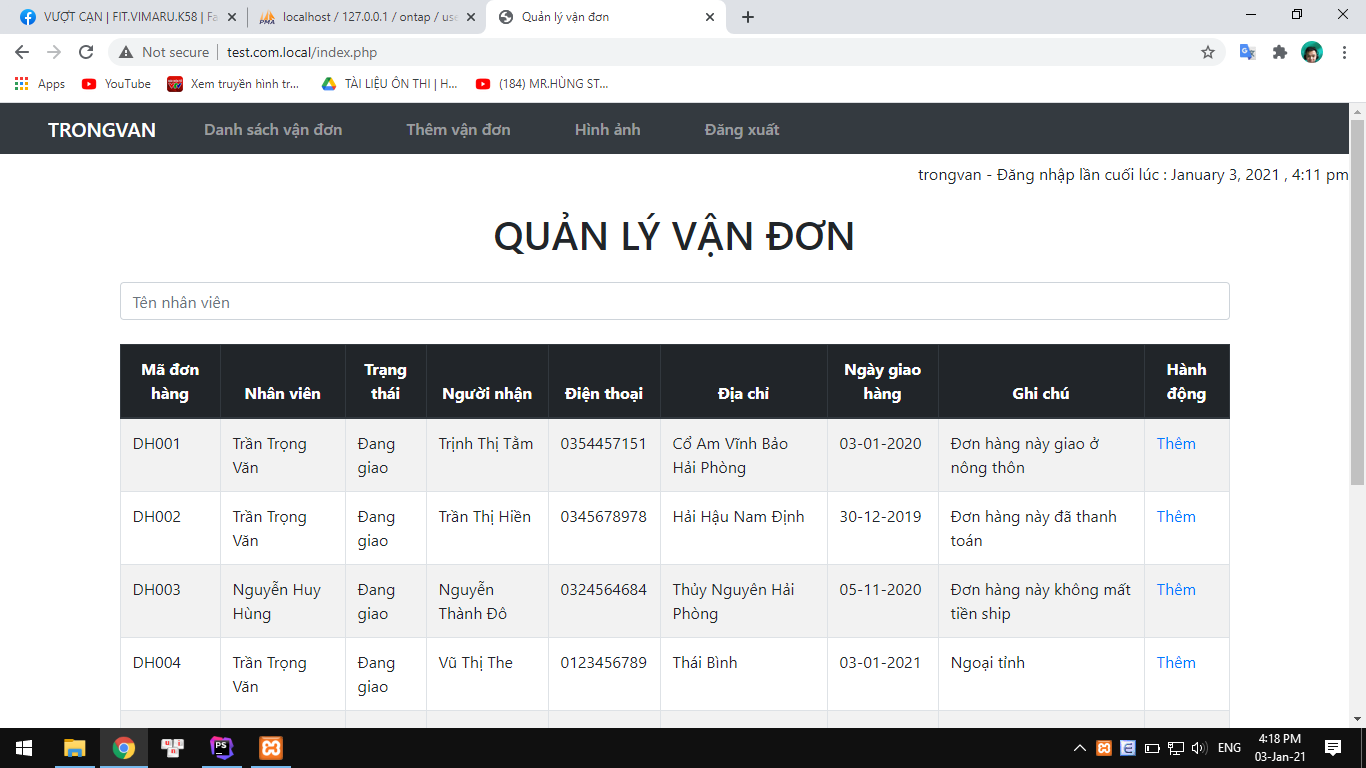 VƯỢT CẠN | FIT.VIMARU.K58 | Fa
localhost / 127.0.0.1 / ontap / use
Quản lý vận đơn
Not secure
test.com.local/index.php
Apps
YouTube
Xem truyền hình tr...
TÀI LIỆU ÔN THI | H...
(184) MR.HÙNG ST...
TRONGVAN
Danh sách vận đơn
Thêm vận đơn
Hình ảnh
Đăng xuất
trongvan - Đăng nhập lần cuối lúc : January 3, 2021 , 4:11 pm
QUẢN LÝ VẬN ĐƠN
Tên nhân viên
Mã đơn hàng
Nhân viên
Trạng thái
Người nhận
Điện thoại
Địa chỉ
Ngày giao hàng
Ghi chú
Hành động
DH001
Trần Trọng Văn
Đang giao
Trịnh Thị Tằm
0354457151
Cổ Am Vĩnh Bảo Hải Phòng
03-01-2020
Đơn hàng này giao ở nông thôn
Thêm
DH002
Trần Trọng Văn
Đang giao
Trần Thị Hiền
0345678978
Hải Hậu Nam Định
30-12-2019
Đơn hàng này đã thanh toán
Thêm
DH003
Nguyễn Huy Hùng
Đang giao
Nguyễn Thành Đô
0324564684
Thủy Nguyên Hải Phòng
05-11-2020
Đơn hàng này không mất tiền ship
Thêm
DH004
Trần Trọng Văn
Đang giao
Vũ Thị The
0123456789
Thái Bình
03-01-2021
Ngoại tỉnh
Thêm
ENG
4:18 PM
03-Jan-21